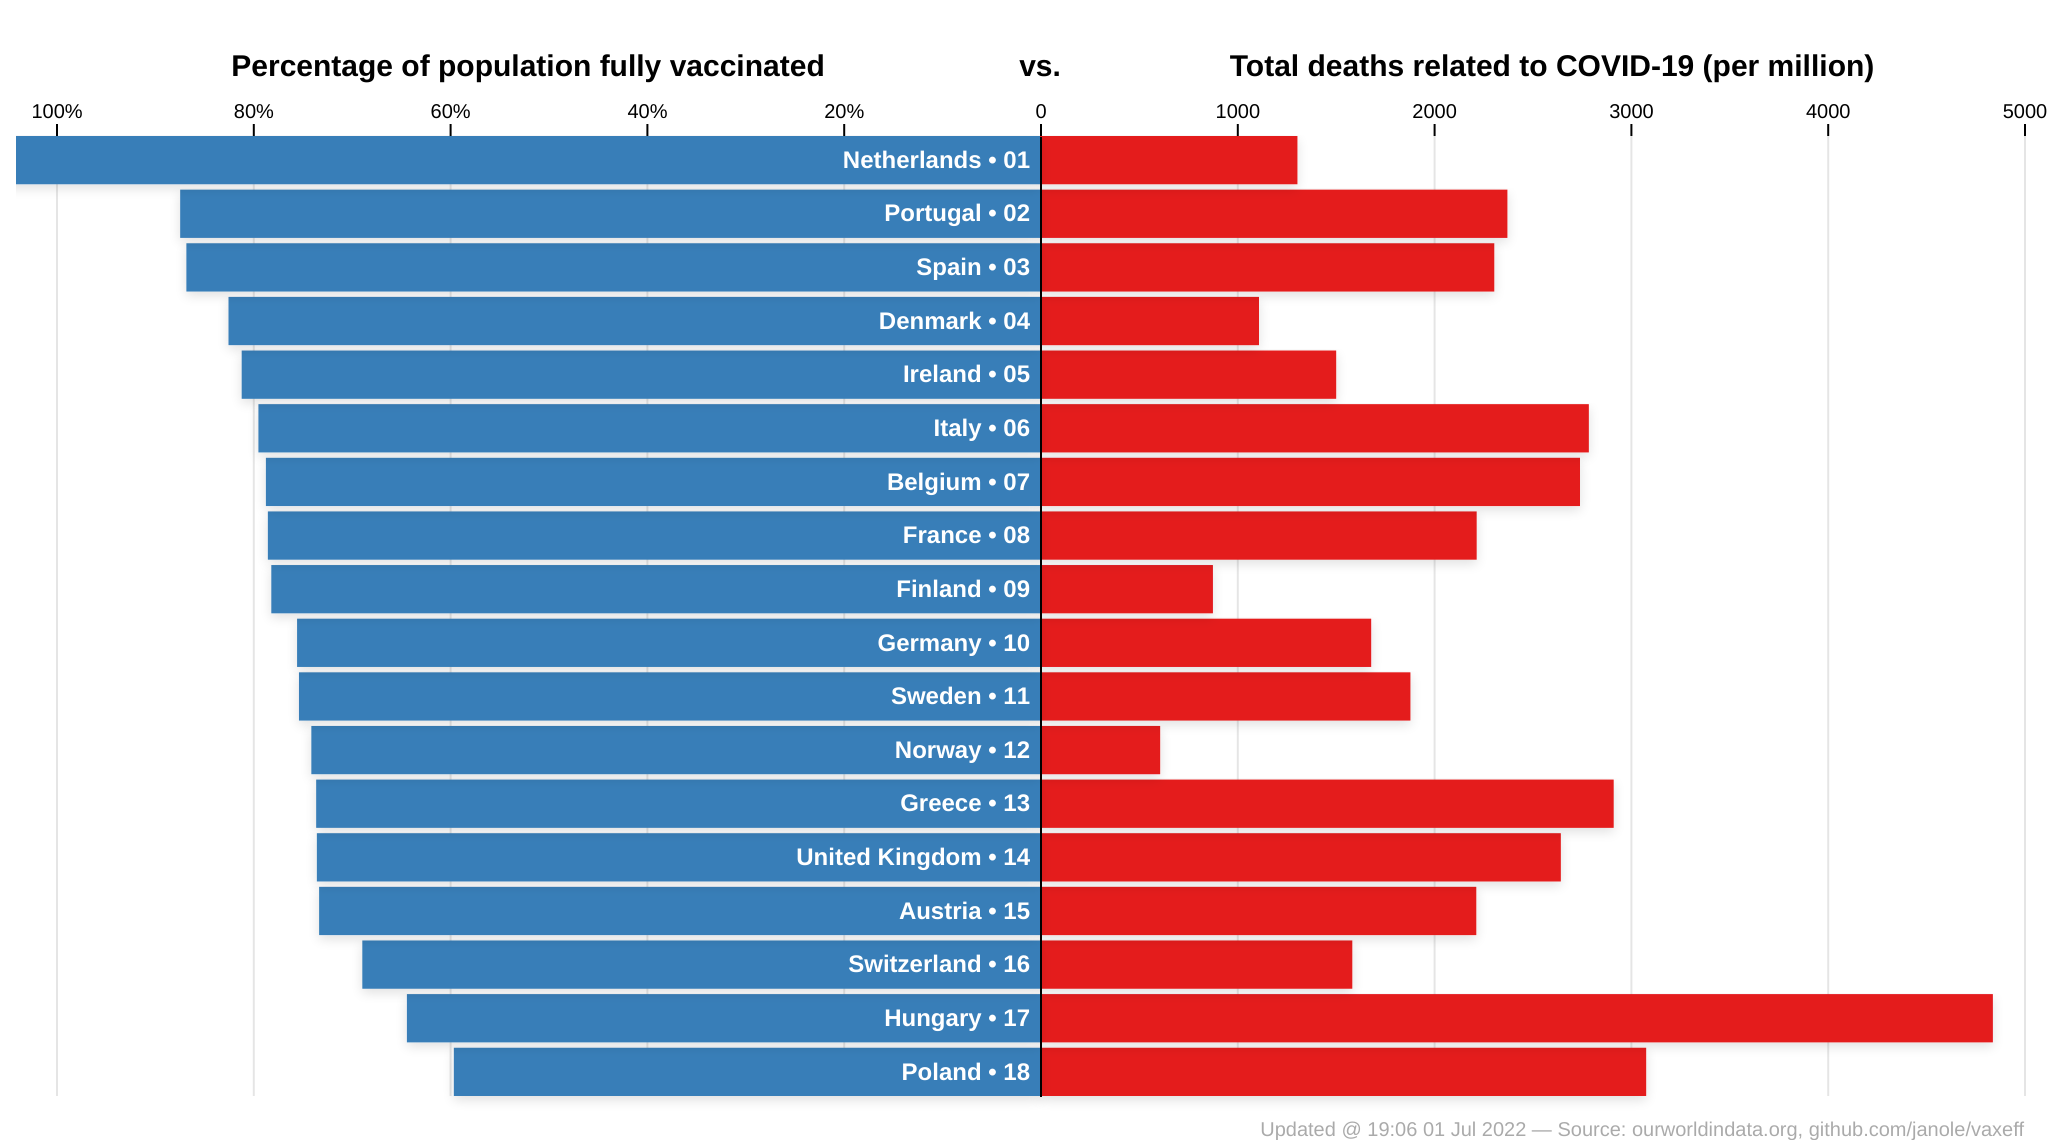 Percentage of population fully vaccinated vs. Total deaths related to COVID-19 (per million)
100% 80% 60% 40% 20% 0 1000 2000 3000 4000 5000
Netherlands • 01
Portugal • 02
Spain • 03
Denmark • 04
Ireland • 05
Italy • 06
Belgium • 07
France • 08
Finland • 09
Germany • 10
Sweden • 11
Norway • 12
Greece • 13
United Kingdom • 14
Austria • 15
Switzerland • 16
Hungary • 17
Poland • 18
Updated @ 19:06 01 Jul 2022 — Source: ourworldindata.org, github.com/janole/vaxeff